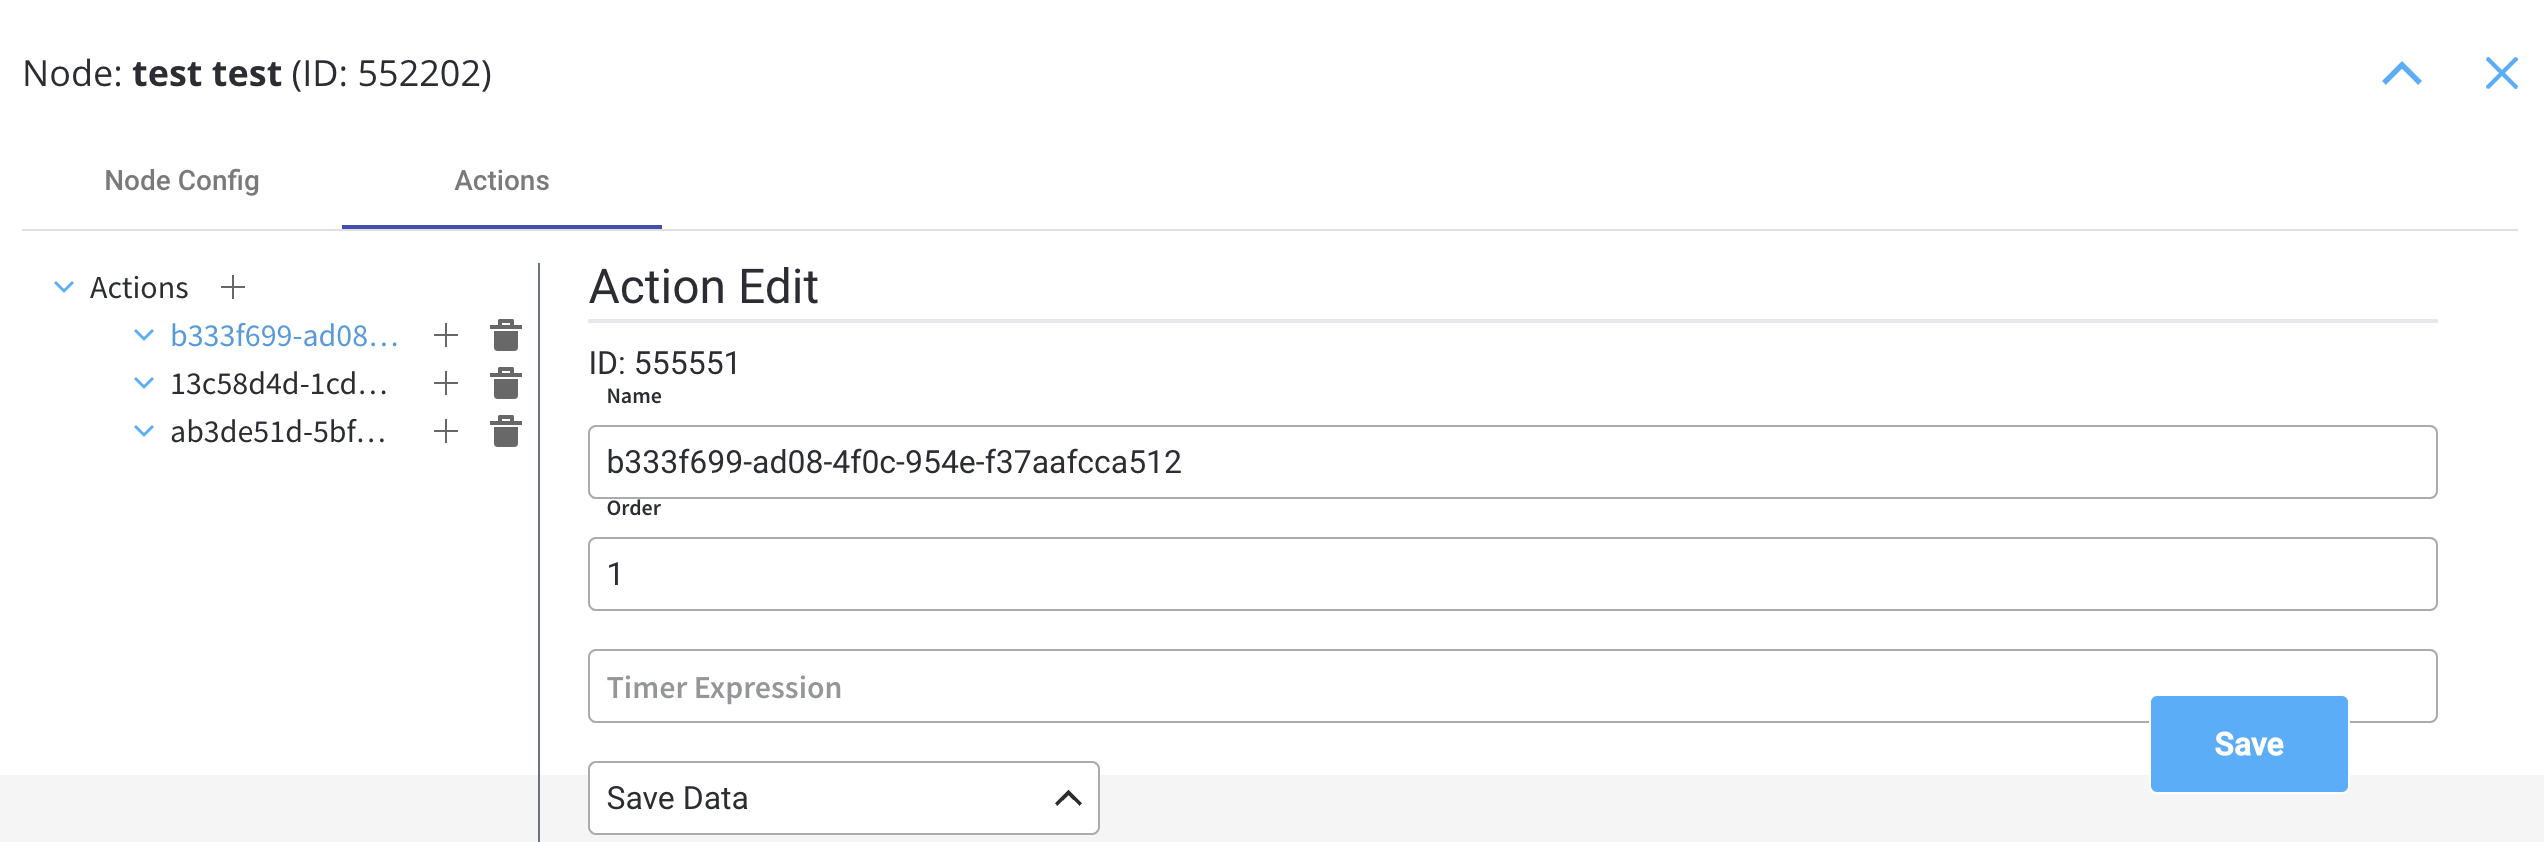 Node: test test (ID: 552202)
Node Config
Actions
Actions
b333f699-ad08...
13c58d4d-1cd...
ab3de51d-5bf...
Action Edit
ID: 555551
Name
b333f699-ad08-4f0c-954e-f37aafcca512
Order
1
Timer Expression
Save
Save Data